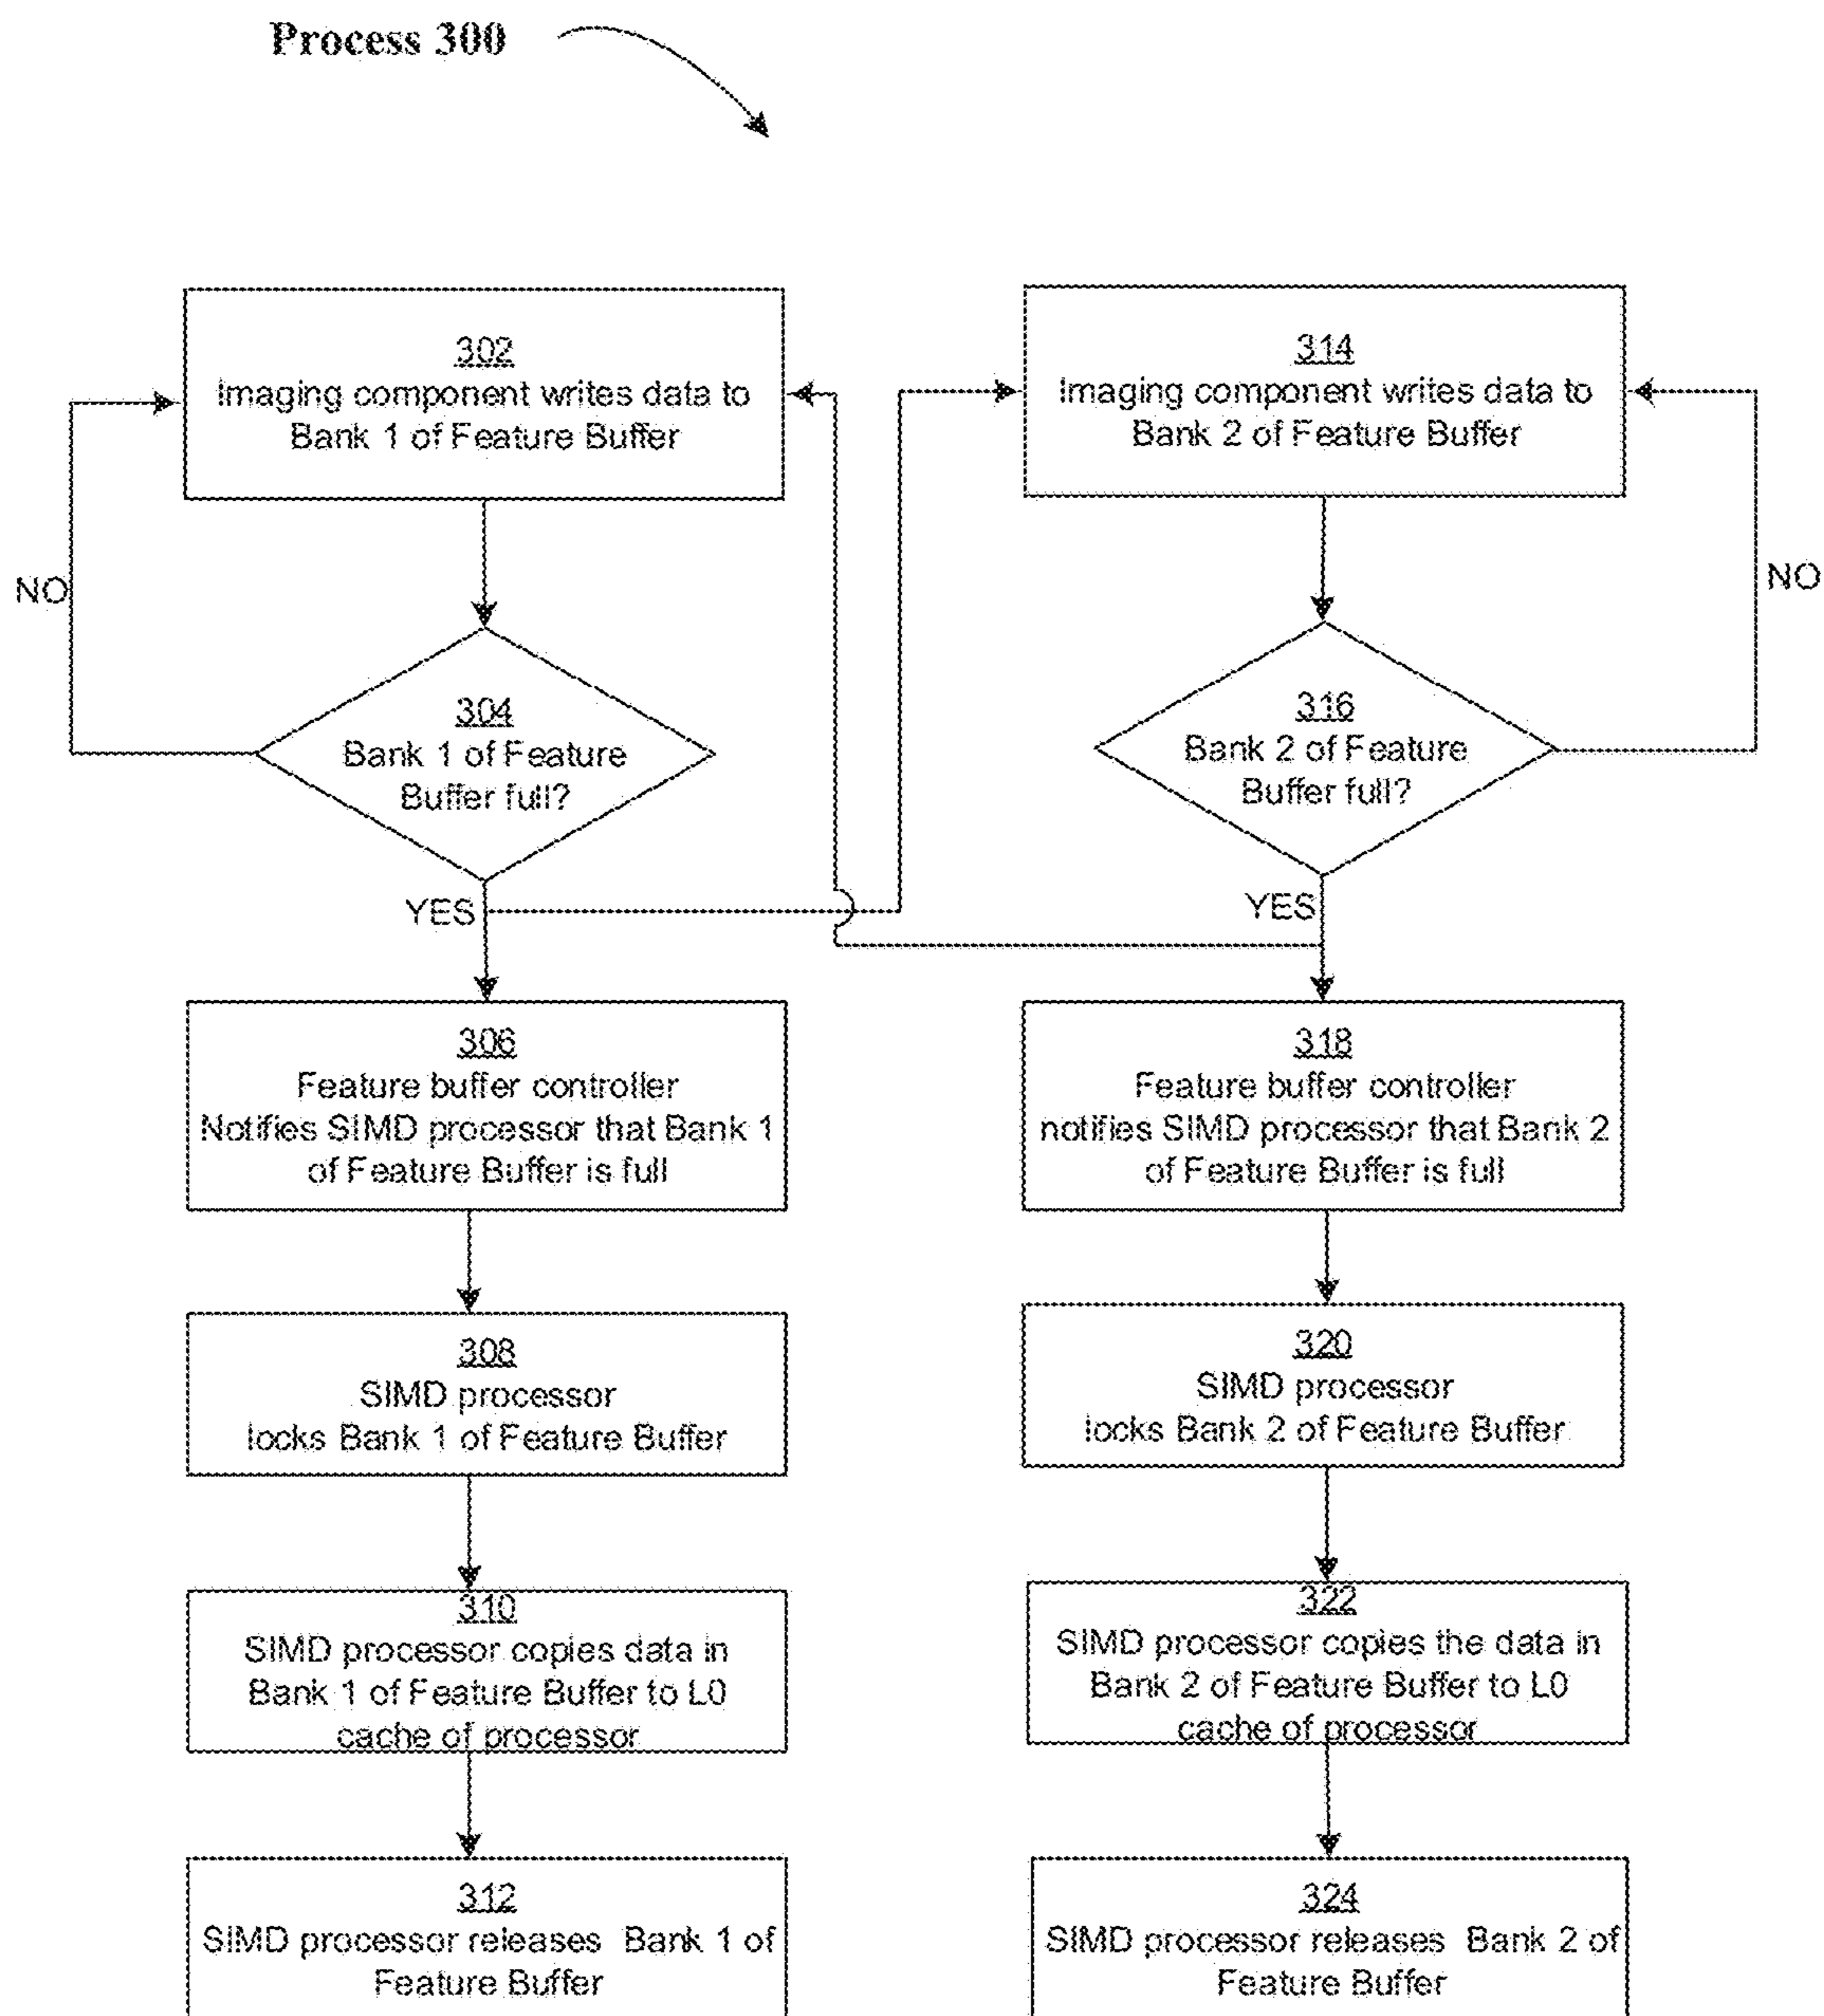 Process 300
302
Imaging component writes data to
Bank 1 of Feature Buffer
NO
304
Bank 1 of Feature
Buffer full?
YES
306
Feature buffer controller
Notifies SIMD processor that Bank 1
of Feature Buffer is full
308
SIMD processor
locks Bank 1 of Feature Buffer
310
SIMD processor copies data in
Bank 1 of Feature Buffer to L0
cache of processor
312
SIMD processor releases Bank 1 of
Feature Buffer
314
Imaging component writes data to
Bank 2 of Feature Buffer
NO
316
Bank 2 of Feature
Buffer full?
YES
318
Feature buffer controller
notifies SIMD processor that Bank 2
of Feature Buffer is full
320
SIMD processor
locks Bank 2 of Feature Buffer
322
SIMD processor copies the data in
Bank 2 of Feature Buffer to L0
cache of processor
324
SIMD processor releases Bank 2 of
Feature Buffer